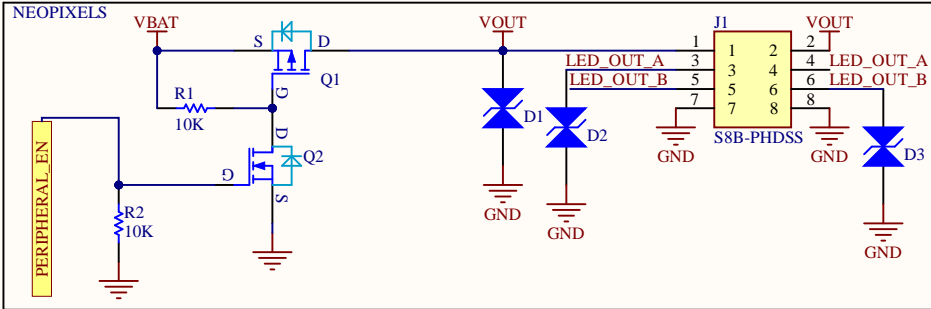 NEOPIXELS
VBAT
VOUT
J1
VOUT
S
D
Q1
G
1
1
2
2
LED_OUT_A
3
3
4
4
LED_OUT_A
LED_OUT_B
5
5
6
6
LED_OUT_B
7
7
8
8
R1
10K
D1
D2
S8B-PHDSS
GND
GND
D3
D
Q2
G
S
PERIPHERAL_EN
R2
10K
GND
GND
GND